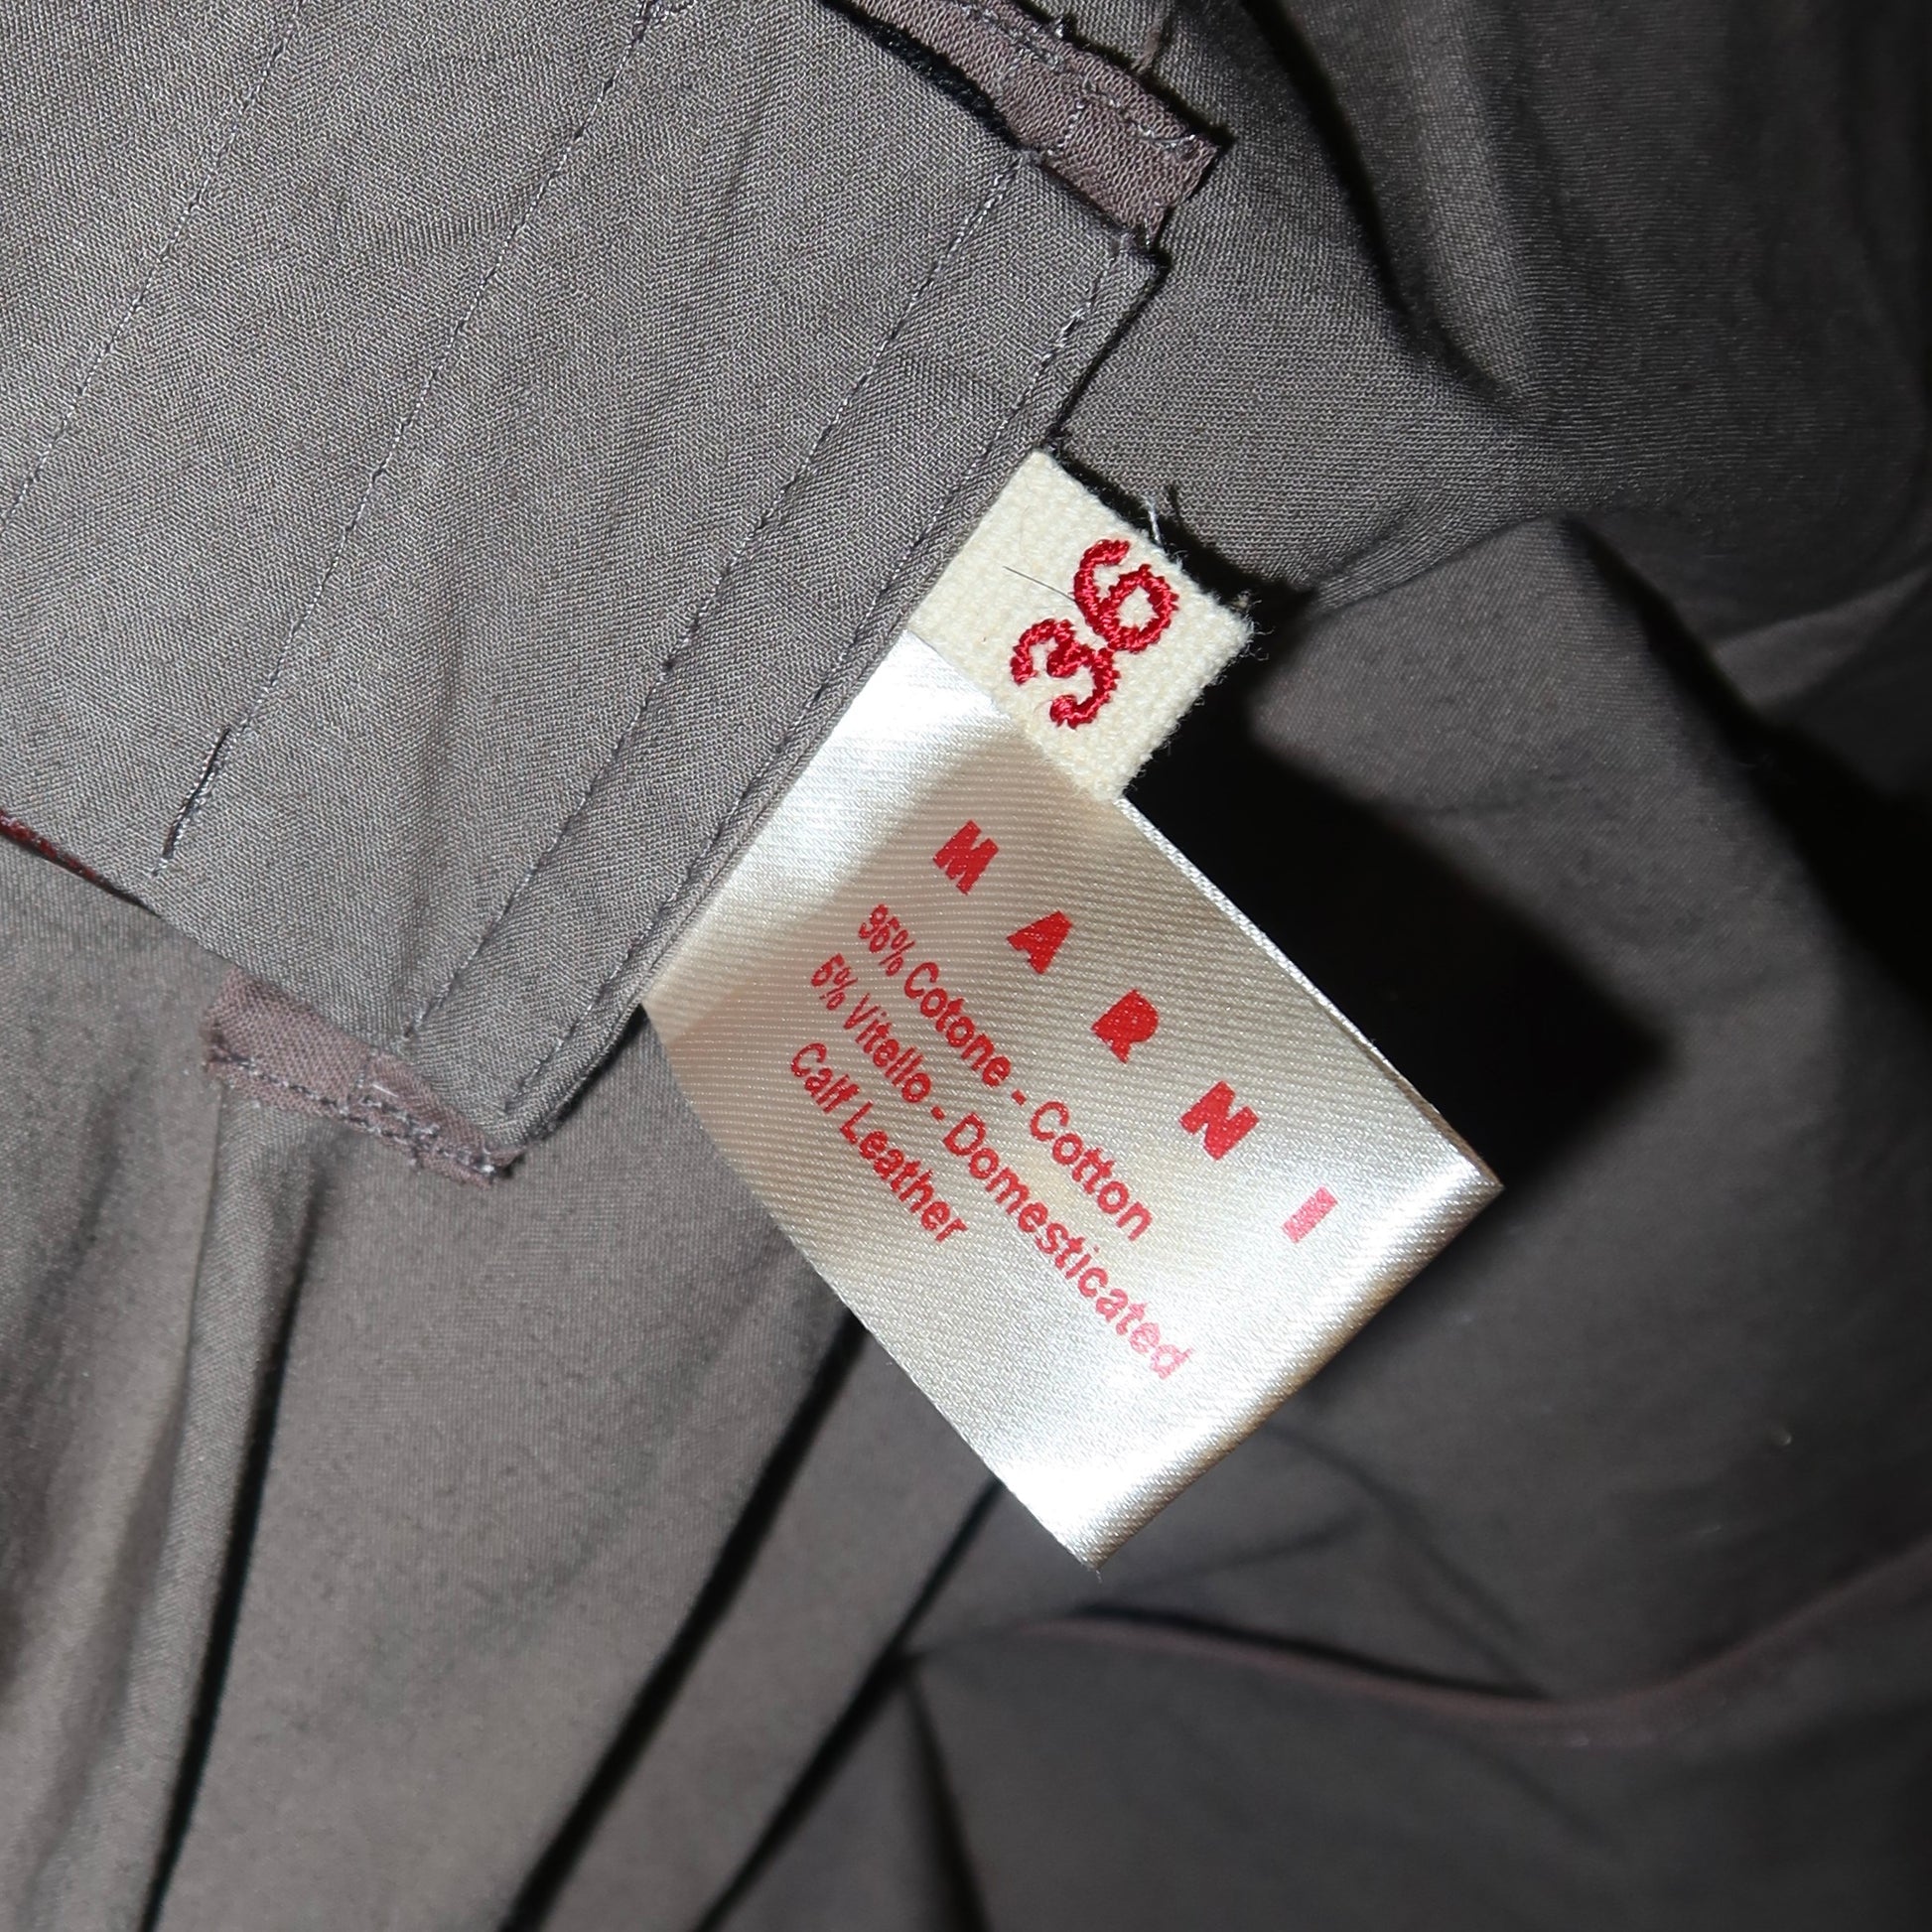 36
MARNI
95% Cotone - Cotton
5% Vitello - Domesticated
Calf Leather